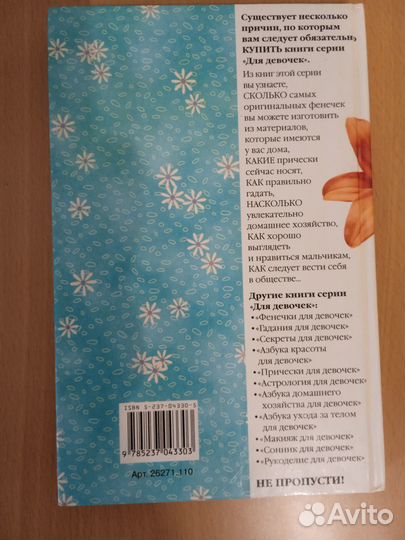 Существует несколько
причин, по которым
вам следует обязательно
КУПИТЬ книги серии
«Для девочек».
Из книг этой серии
вы узнаете,
СКОЛЬКО самых
оригинальных фенечек
вы можете изготовить
из материалов,
которые имеются
у вас дома,
КАКИЕ прически
сейчас носят,
КАК правильно
гадать,
НАСКОЛЬКО
увлекательно
домашнее хозяйство,
КАК хорошо
выглядеть
и нравиться мальчикам,
КАК следует вести себя
в обществе...
Другие книги серии
«Для девочек»:
•«Фенечки для девочек»
•«Гадания для девочек»
•«Секреты для девочек»
•«Азбука красоты
для девочек»
•«Прически для девочек»
•«Астрология для девочек»
•«Азбука домашнего
хозяйства для девочек»
•«Азбука ухода за телом
для девочек»
•«Макияж для девочек»
•«Сонник для девочек»
•«Рукоделие для девочек»
НЕ ПРОПУСТИ!
ISBN 5-237-04330-5
9 785237 043303
Арт. 26271_110
Avito